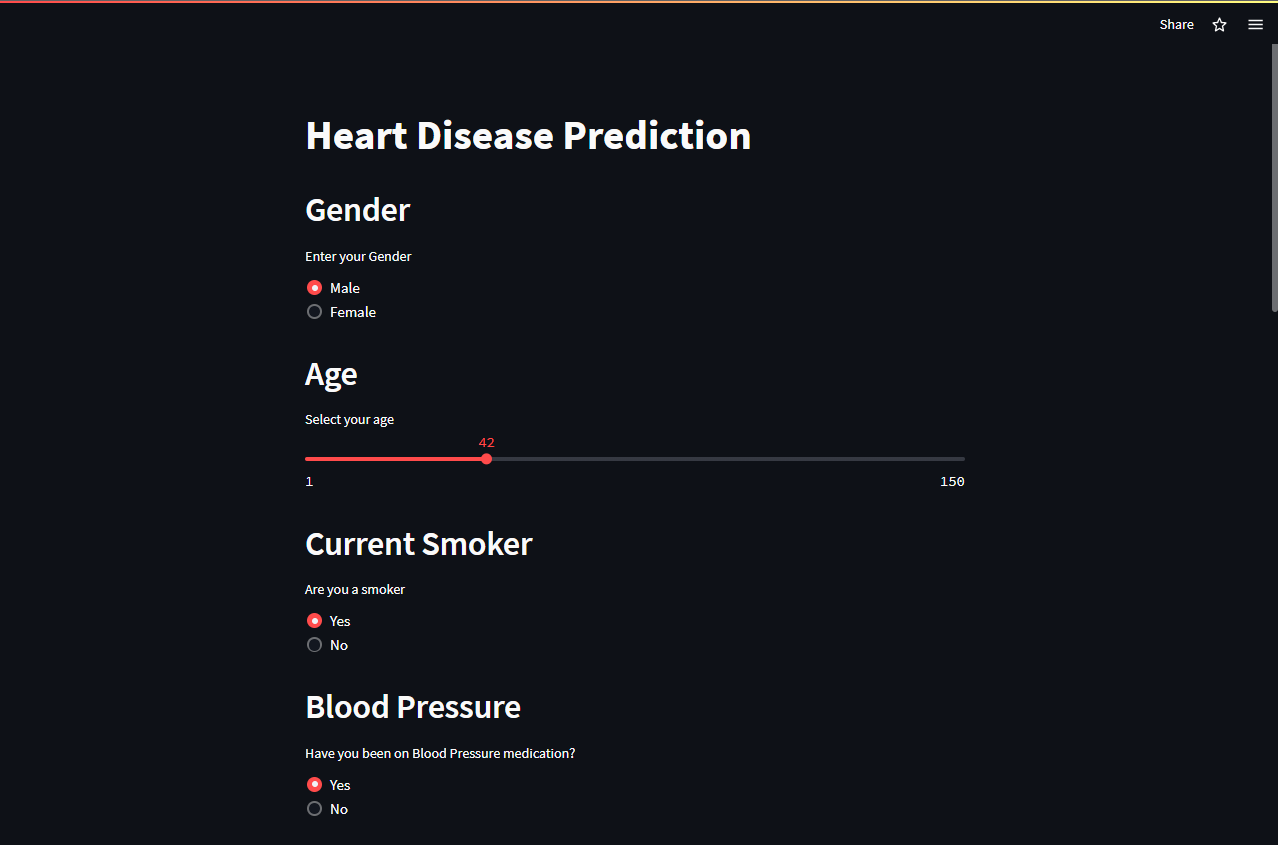 Share
Heart Disease Prediction
Gender
Enter your Gender
Male
Female
Age
Select your age
42
1 150
Current Smoker
Are you a smoker
Yes
No
Blood Pressure
Have you been on Blood Pressure medication?
Yes
No